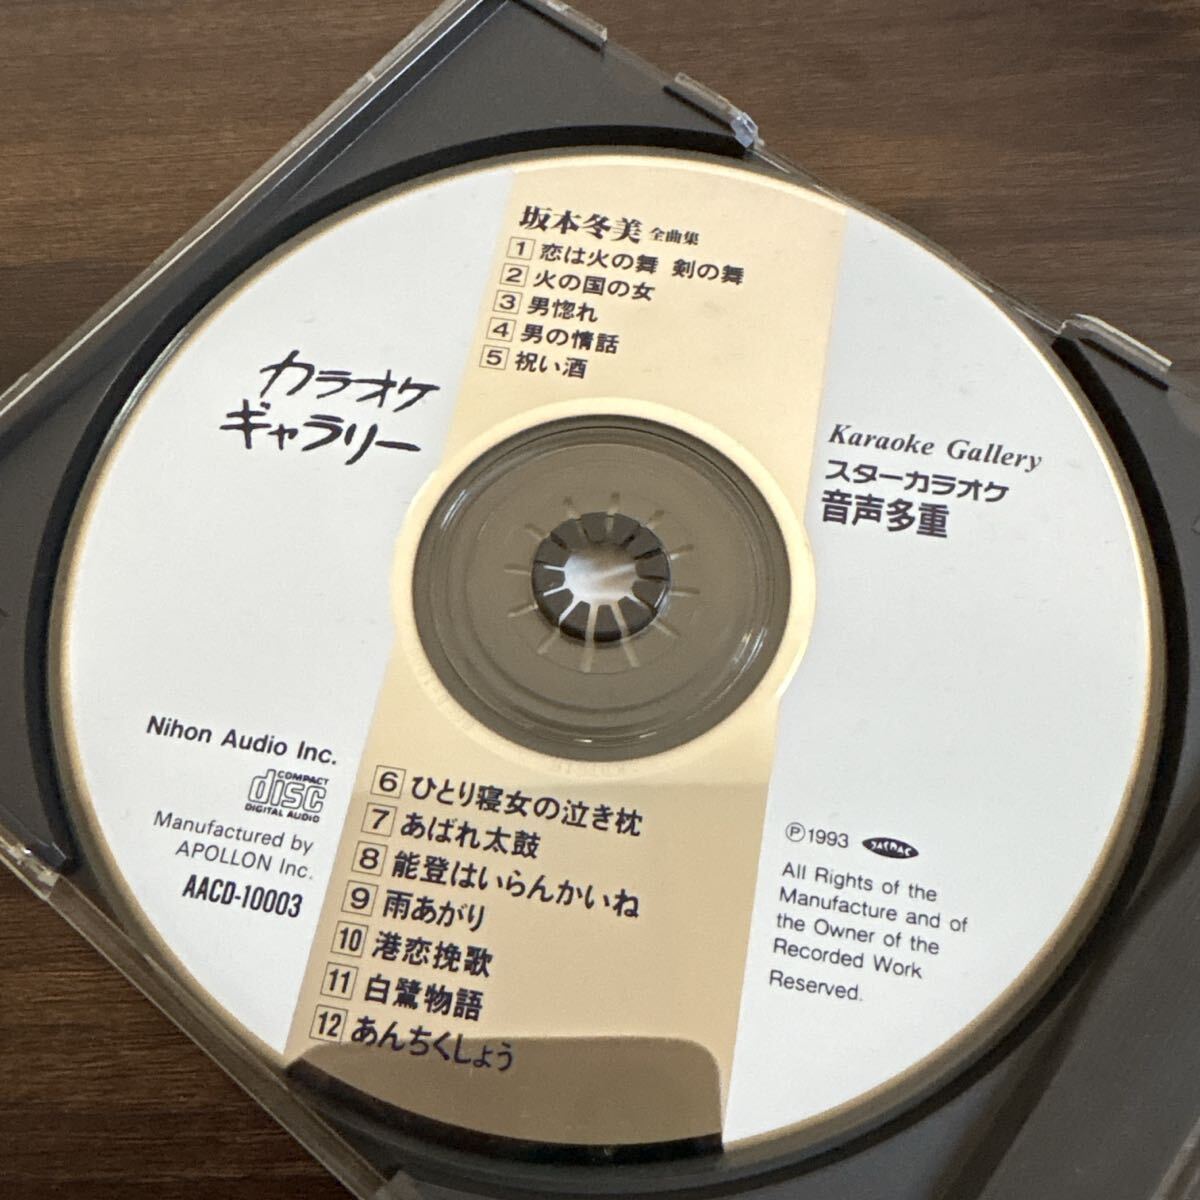 坂本冬美 全曲集
1 恋は火の舞 剣の舞
2 火の国の女
3 男惚れ
4 男の情話
5 祝い酒
カラオケ
ギャラリー
Karaoke Gallery
スターカラオケ
音声多重
Nihon Audio Inc.
COMPACT
disc
DIGITAL AUDIO
Manufactured by
APOLLON Inc.
AACD-10003
6 ひとり寝女の泣き枕
7 あばれ太鼓
8 能登はいらんかいね
9 雨あがり
10 港恋挽歌
11 白鷺物語
12 あんちくしょう
Ⓟ1993 JASRAC
All Rights of the
Manufacture and of
the Owner of the
Recorded Work
Reserved.